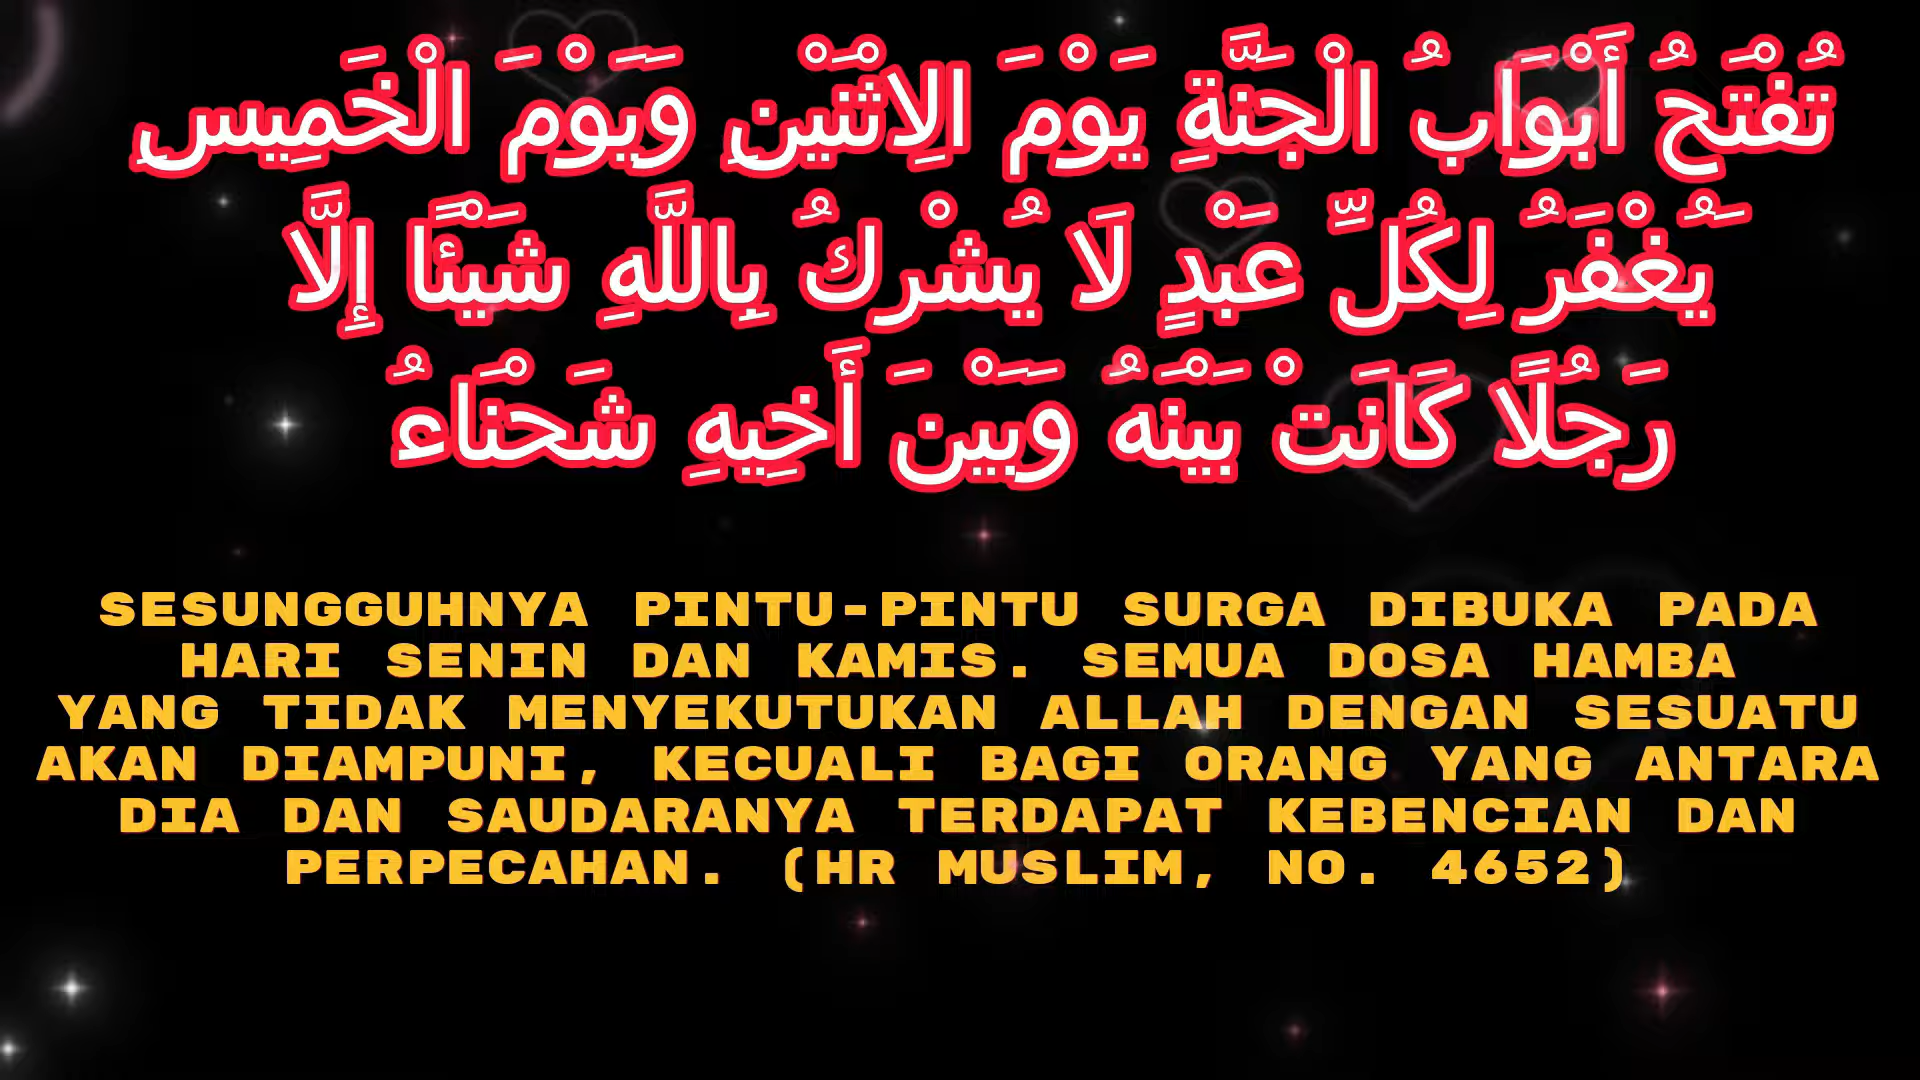 تُفْتَحُ أَبْوَابُ الْجَنَّةِ يَوْمَ الِاثْنَيْنِ وَيَوْمَ الْخَمِيسِ
َيُغْفَرُ لِكُلِّ عَبْدٍ لَا يُشْرِكُ بِاللَّهِ شَيْئًا إِلَّا
رَجُلًا كَانَتْ بَيْنَهُ وَبَيْنَ أَخِيهِ شَحْنَاءُ
SESUNGGUHNYA PINTU-PINTU SURGA DIBUKA PADA
HARI SENIN DAN KAMIS. SEMUA DOSA HAMBA
YANG TIDAK MENYEKUTUKAN ALLAH DENGAN SESUATU
AKAN DIAMPUNI, KECUALI BAGI ORANG YANG ANTARA
DIA DAN SAUDARANYA TERDAPAT KEBENCIAN DAN
PERPECAHAN. (HR MUSLIM, NO. 4652)